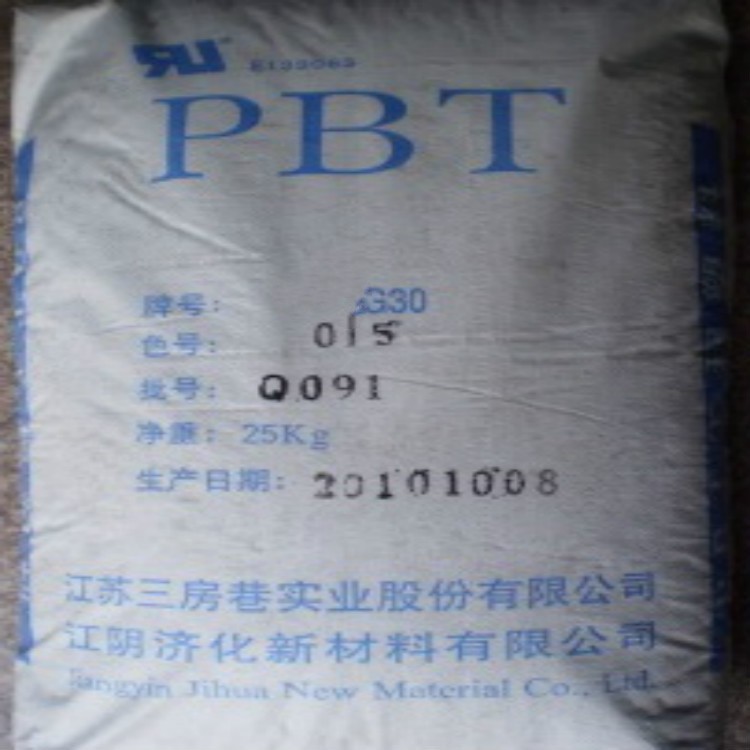 PBT
牌号: G30
色号: 015
批号: Q091
净重: 25Kg
生产日期: 20101008
江苏三房巷实业股份有限公司
江阴济化新材料有限公司
Jiangyin Jihua New Material Co., Ltd.